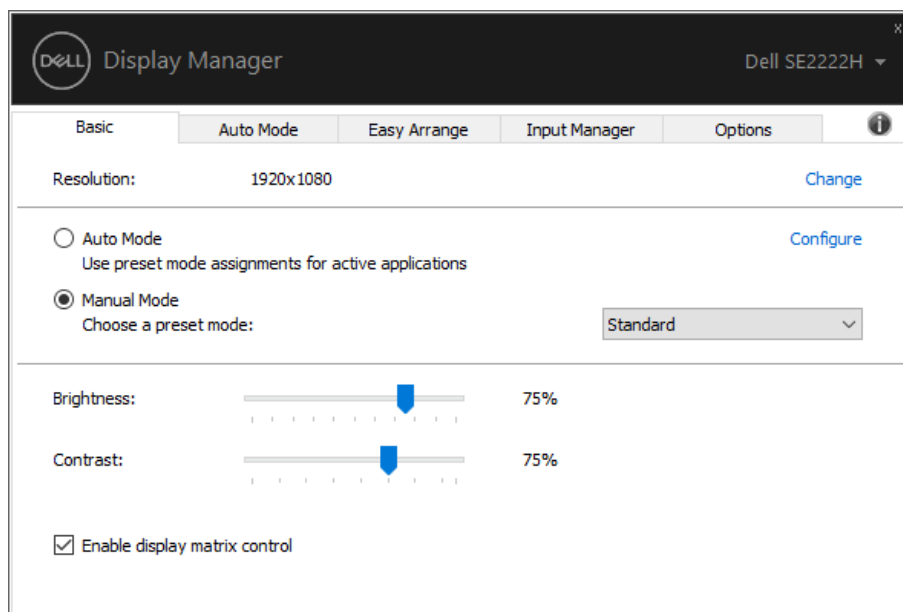 x
DELL Display Manager Dell SE2222H
Basic Auto Mode Easy Arrange Input Manager Options i
Resolution: 1920x1080 Change
Auto Mode Configure
Use preset mode assignments for active applications
Manual Mode
Choose a preset mode: Standard
Brightness: 75%
Contrast: 75%
Enable display matrix control